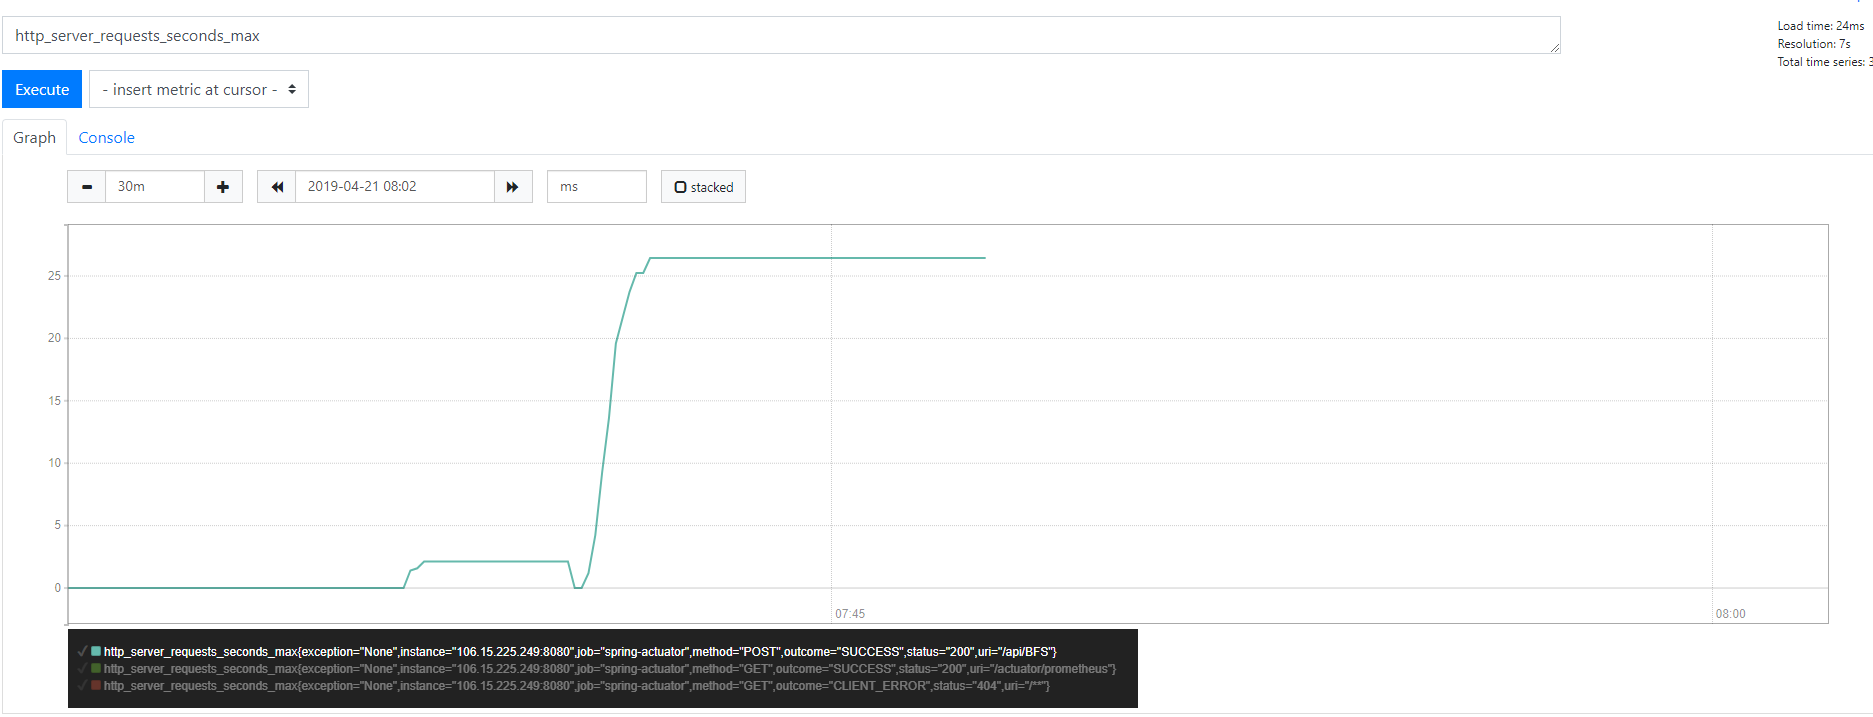 http_server_requests_seconds_max
Load time: 24ms
Resolution: 7s
Total time series: 3
Execute
- insert metric at cursor -
Graph
Console
30m
2019-04-21 08:02
ms
stacked
25
20
15
10
5
0
07:45
08:00
http_server_requests_seconds_max{exception="None",instance="106.15.225.249:8080",job="spring-actuator",method="POST",outcome="SUCCESS",status="200",uri="/api/BFS"}
http_server_requests_seconds_max{exception="None",instance="106.15.225.249:8080",job="spring-actuator",method="GET",outcome="SUCCESS",status="200",uri="/actuator/prometheus"}
http_server_requests_seconds_max{exception="None",instance="106.15.225.249:8080",job="spring-actuator",method="GET",outcome="CLIENT_ERROR",status="404",uri="/**"}